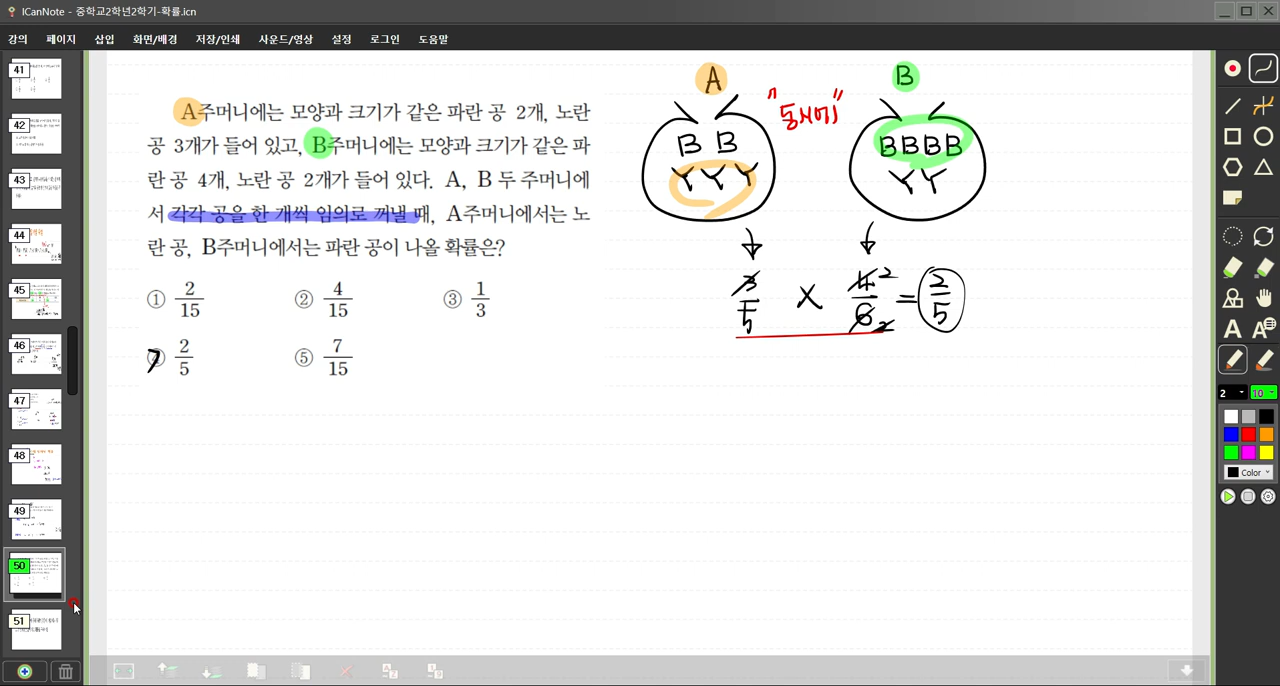 ICanNote - 중학교2학년2학기-확률.icn
강의 페이지 삽입 화면/배경 저장/인쇄 사운드/영상 설정 로그인 도움말
41
42
43
44
45
46
47
48
49
50
51
A주머니에는 모양과 크기가 같은 파란 공 2개, 노란
공 3개가 들어 있고, B주머니에는 모양과 크기가 같은 파
란 공 4개, 노란 공 2개가 들어 있다. A, B 두 주머니에
서 각각 공을 한 개씩 임의로 꺼낼 때, A주머니에서는 노
란 공, B주머니에서는 파란 공이 나올 확률은?
① 2/15 ② 4/15 ③ 1/3
④ 2/5 ⑤ 7/15
A "동시에" B
B B
Y Y Y
B B B B
Y Y
3/5 × 4/6 = 2/5
2
2
2 10
Color